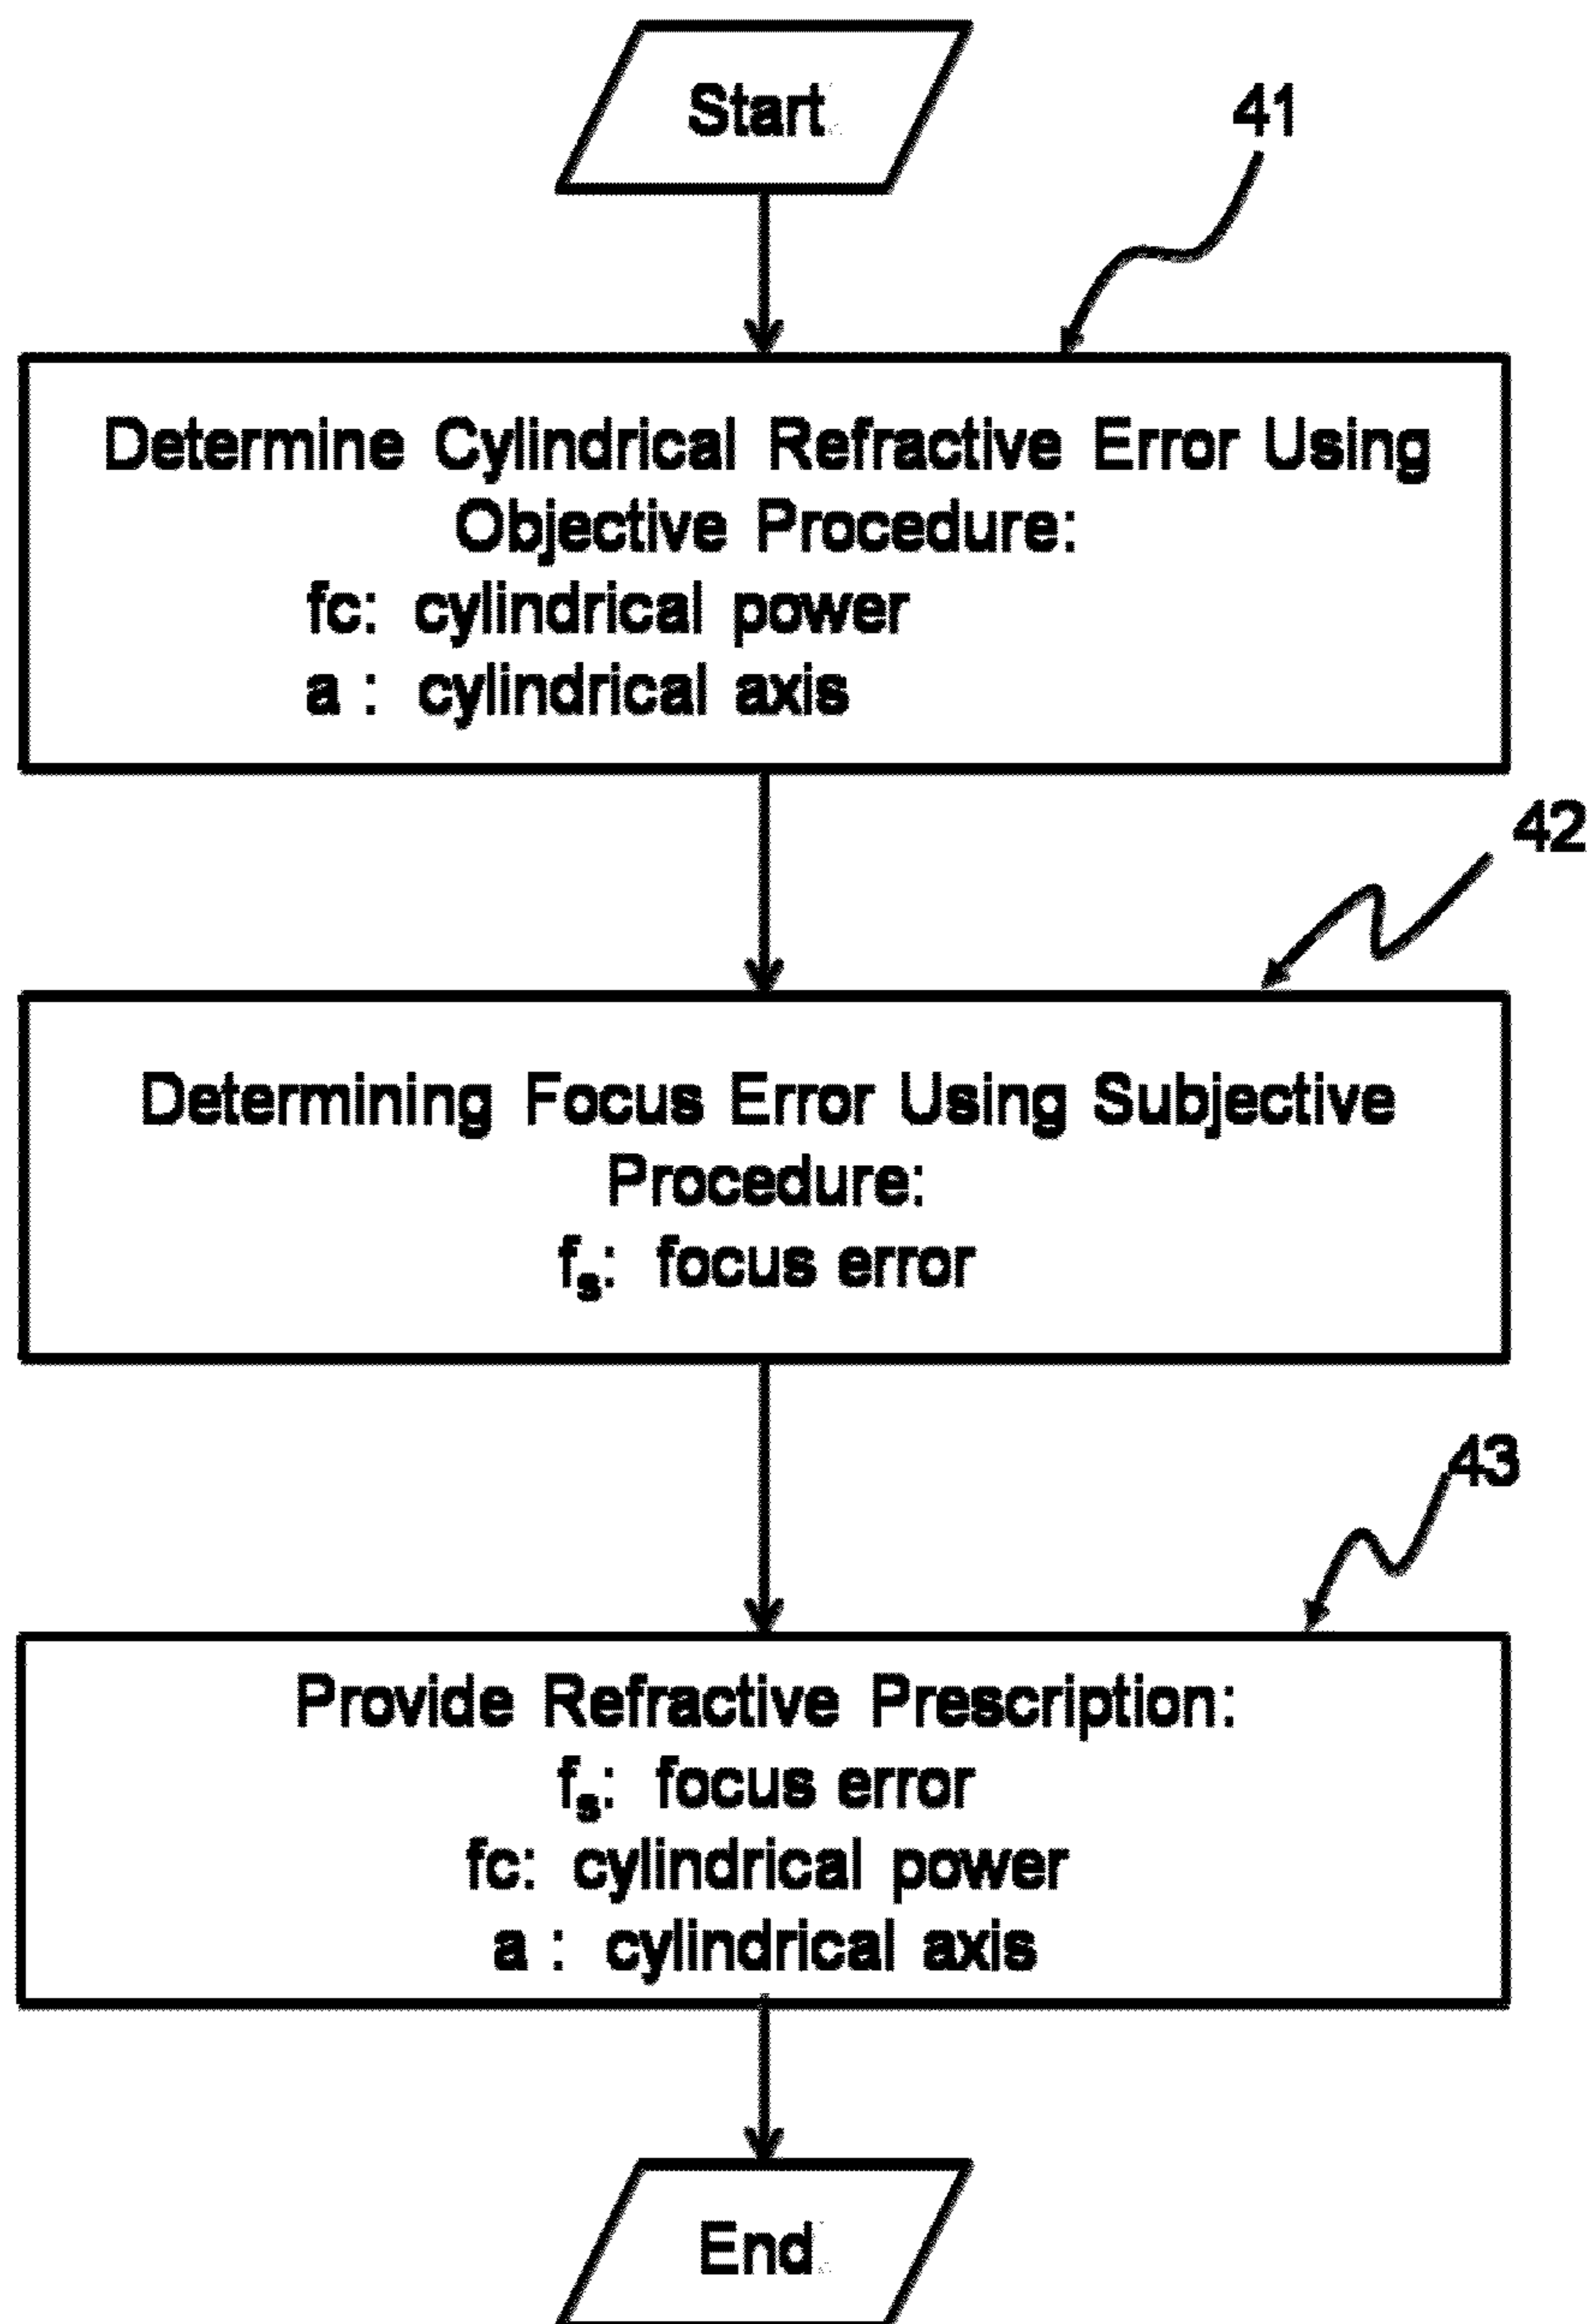 Start
41
Determine Cylindrical Refractive Error Using
Objective Procedure:
fc: cylindrical power
a : cylindrical axis
42
Determining Focus Error Using Subjective
Procedure:
fs: focus error
43
Provide Refractive Prescription:
fs: focus error
fc: cylindrical power
a : cylindrical axis
End